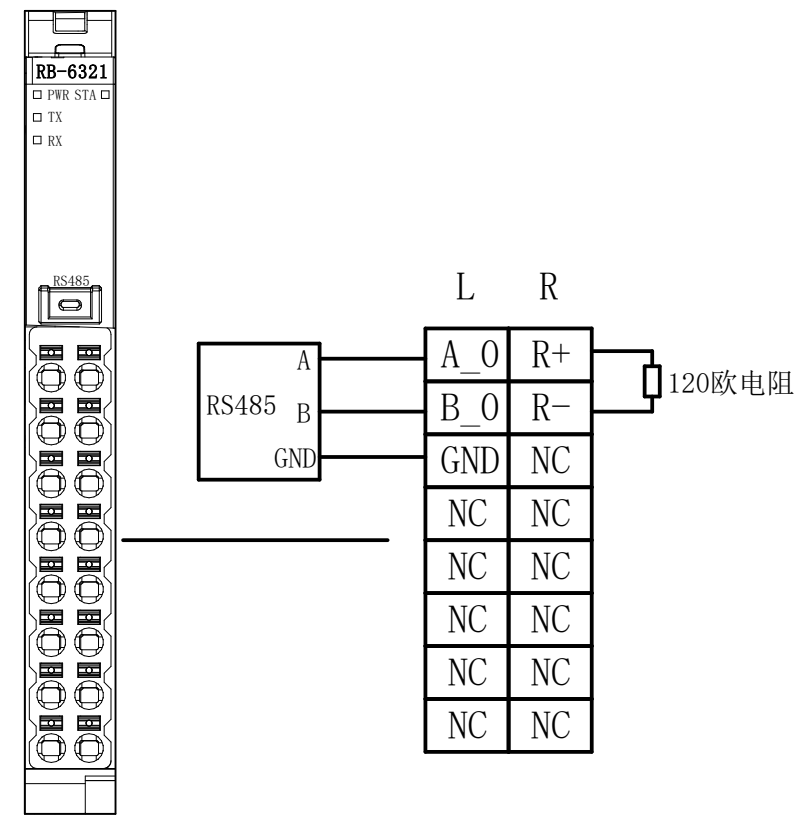 RB-6321
PWR STA
TX
RX
RS485
L R
A_0 R+
B_0 R-
GND NC
NC NC
NC NC
NC NC
NC NC
NC NC
RS485
A
B
GND
120欧电阻